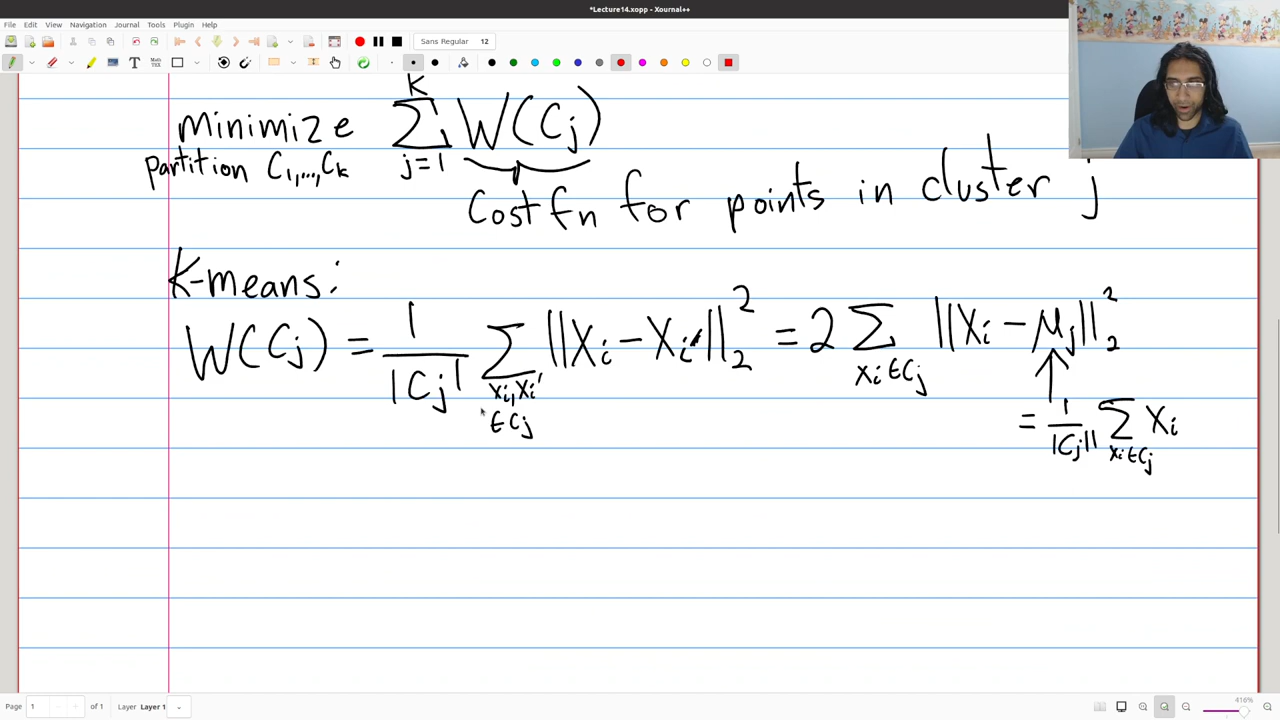 *Lecture14.xopp - Xournal++
File Edit View Navigation Journal Tools Plugin Help
Sans Regular 12
minimize K Σ j=1 W(Cj)
partition C1,...,Ck
Cost fn for points in cluster j
K-means:
W(Cj) = 1/|Cj| Σ xi,xi' ∈ Cj ||Xi - Xi'||₂² = 2 Σ xi∈Cj ||Xi - μj||₂²
= 1/|Cj| Σ xi∈Cj Xi
Page 1 of 1 Layer Layer 1 416%